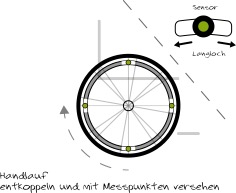 Sensor
Langloch
Handlauf
entkoppeln und mit Messpunkten versehen